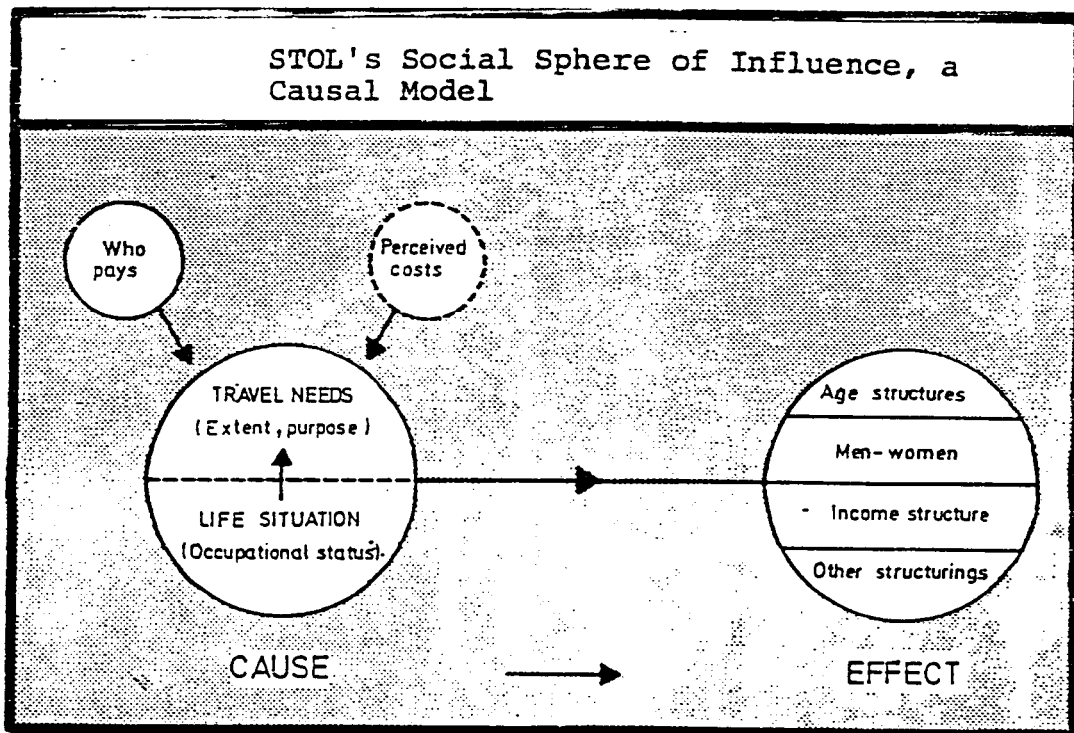 STOL's Social Sphere of Influence, a
Causal Model
Who
pays
Perceived
costs
TRAVEL NEEDS
(Extent, purpose)
LIFE SITUATION
(Occupational status).
Age structures
Men-women
Income structure
Other structurings
CAUSE
EFFECT